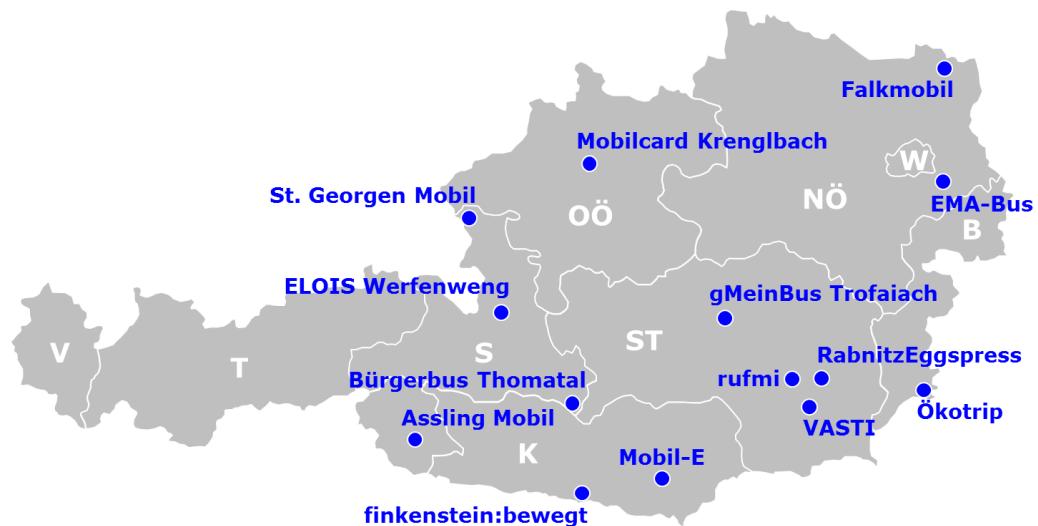 Falkmobil
Mobilcard Krenglbach
W
St. Georgen Mobil
NÖ
EMA-Bus
OÖ
B
ELOIS Werfenweng
gMeinBus Trofaiach
ST
V
T
S
RabnitzEggspress
Bürgerbus Thomatal
rufmi
Ökotrip
Assling Mobil
VASTI
K
Mobil-E
finkenstein:bewegt